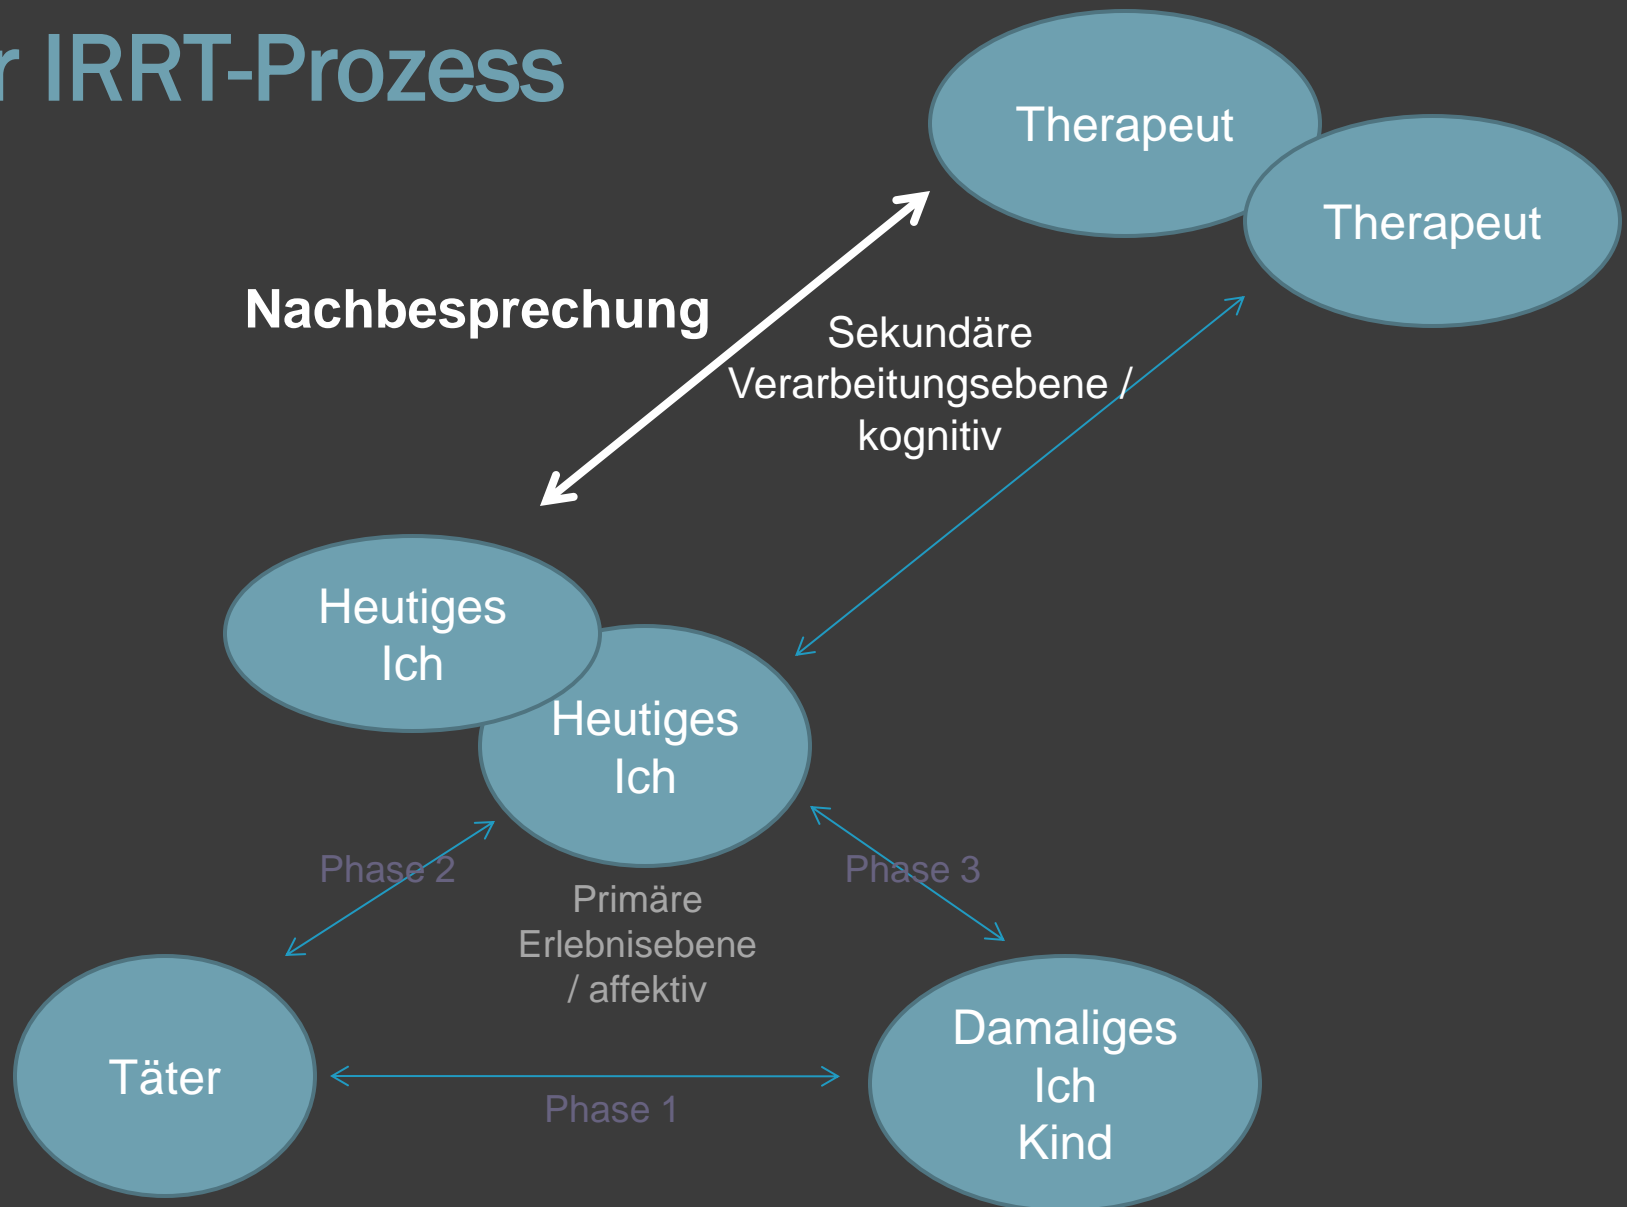 r IRRT-Prozess
Therapeut
Therapeut
Nachbesprechung
Sekundäre
Verarbeitungsebene /
kognitiv
Heutiges
Ich
Heutiges
Ich
Phase 2
Phase 3
Primäre
Erlebnisebene
/ affektiv
Täter
Phase 1
Damaliges
Ich
Kind